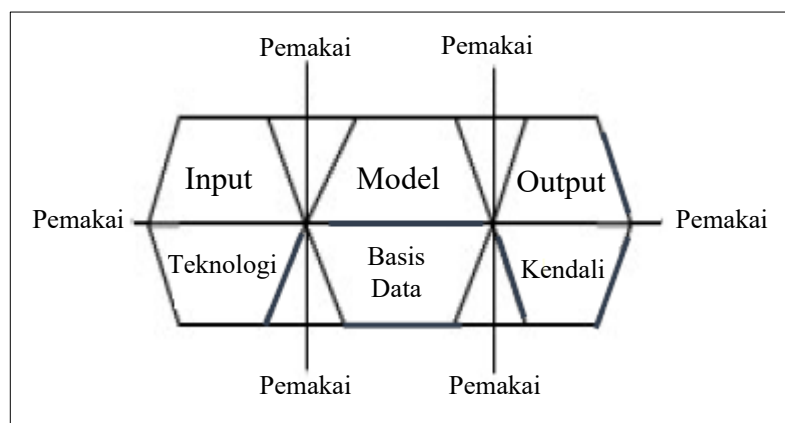 Pemakai
Pemakai
Input
Model
Output
Pemakai
Pemakai
Teknologi
Basis
Data
Kendali
Pemakai
Pemakai